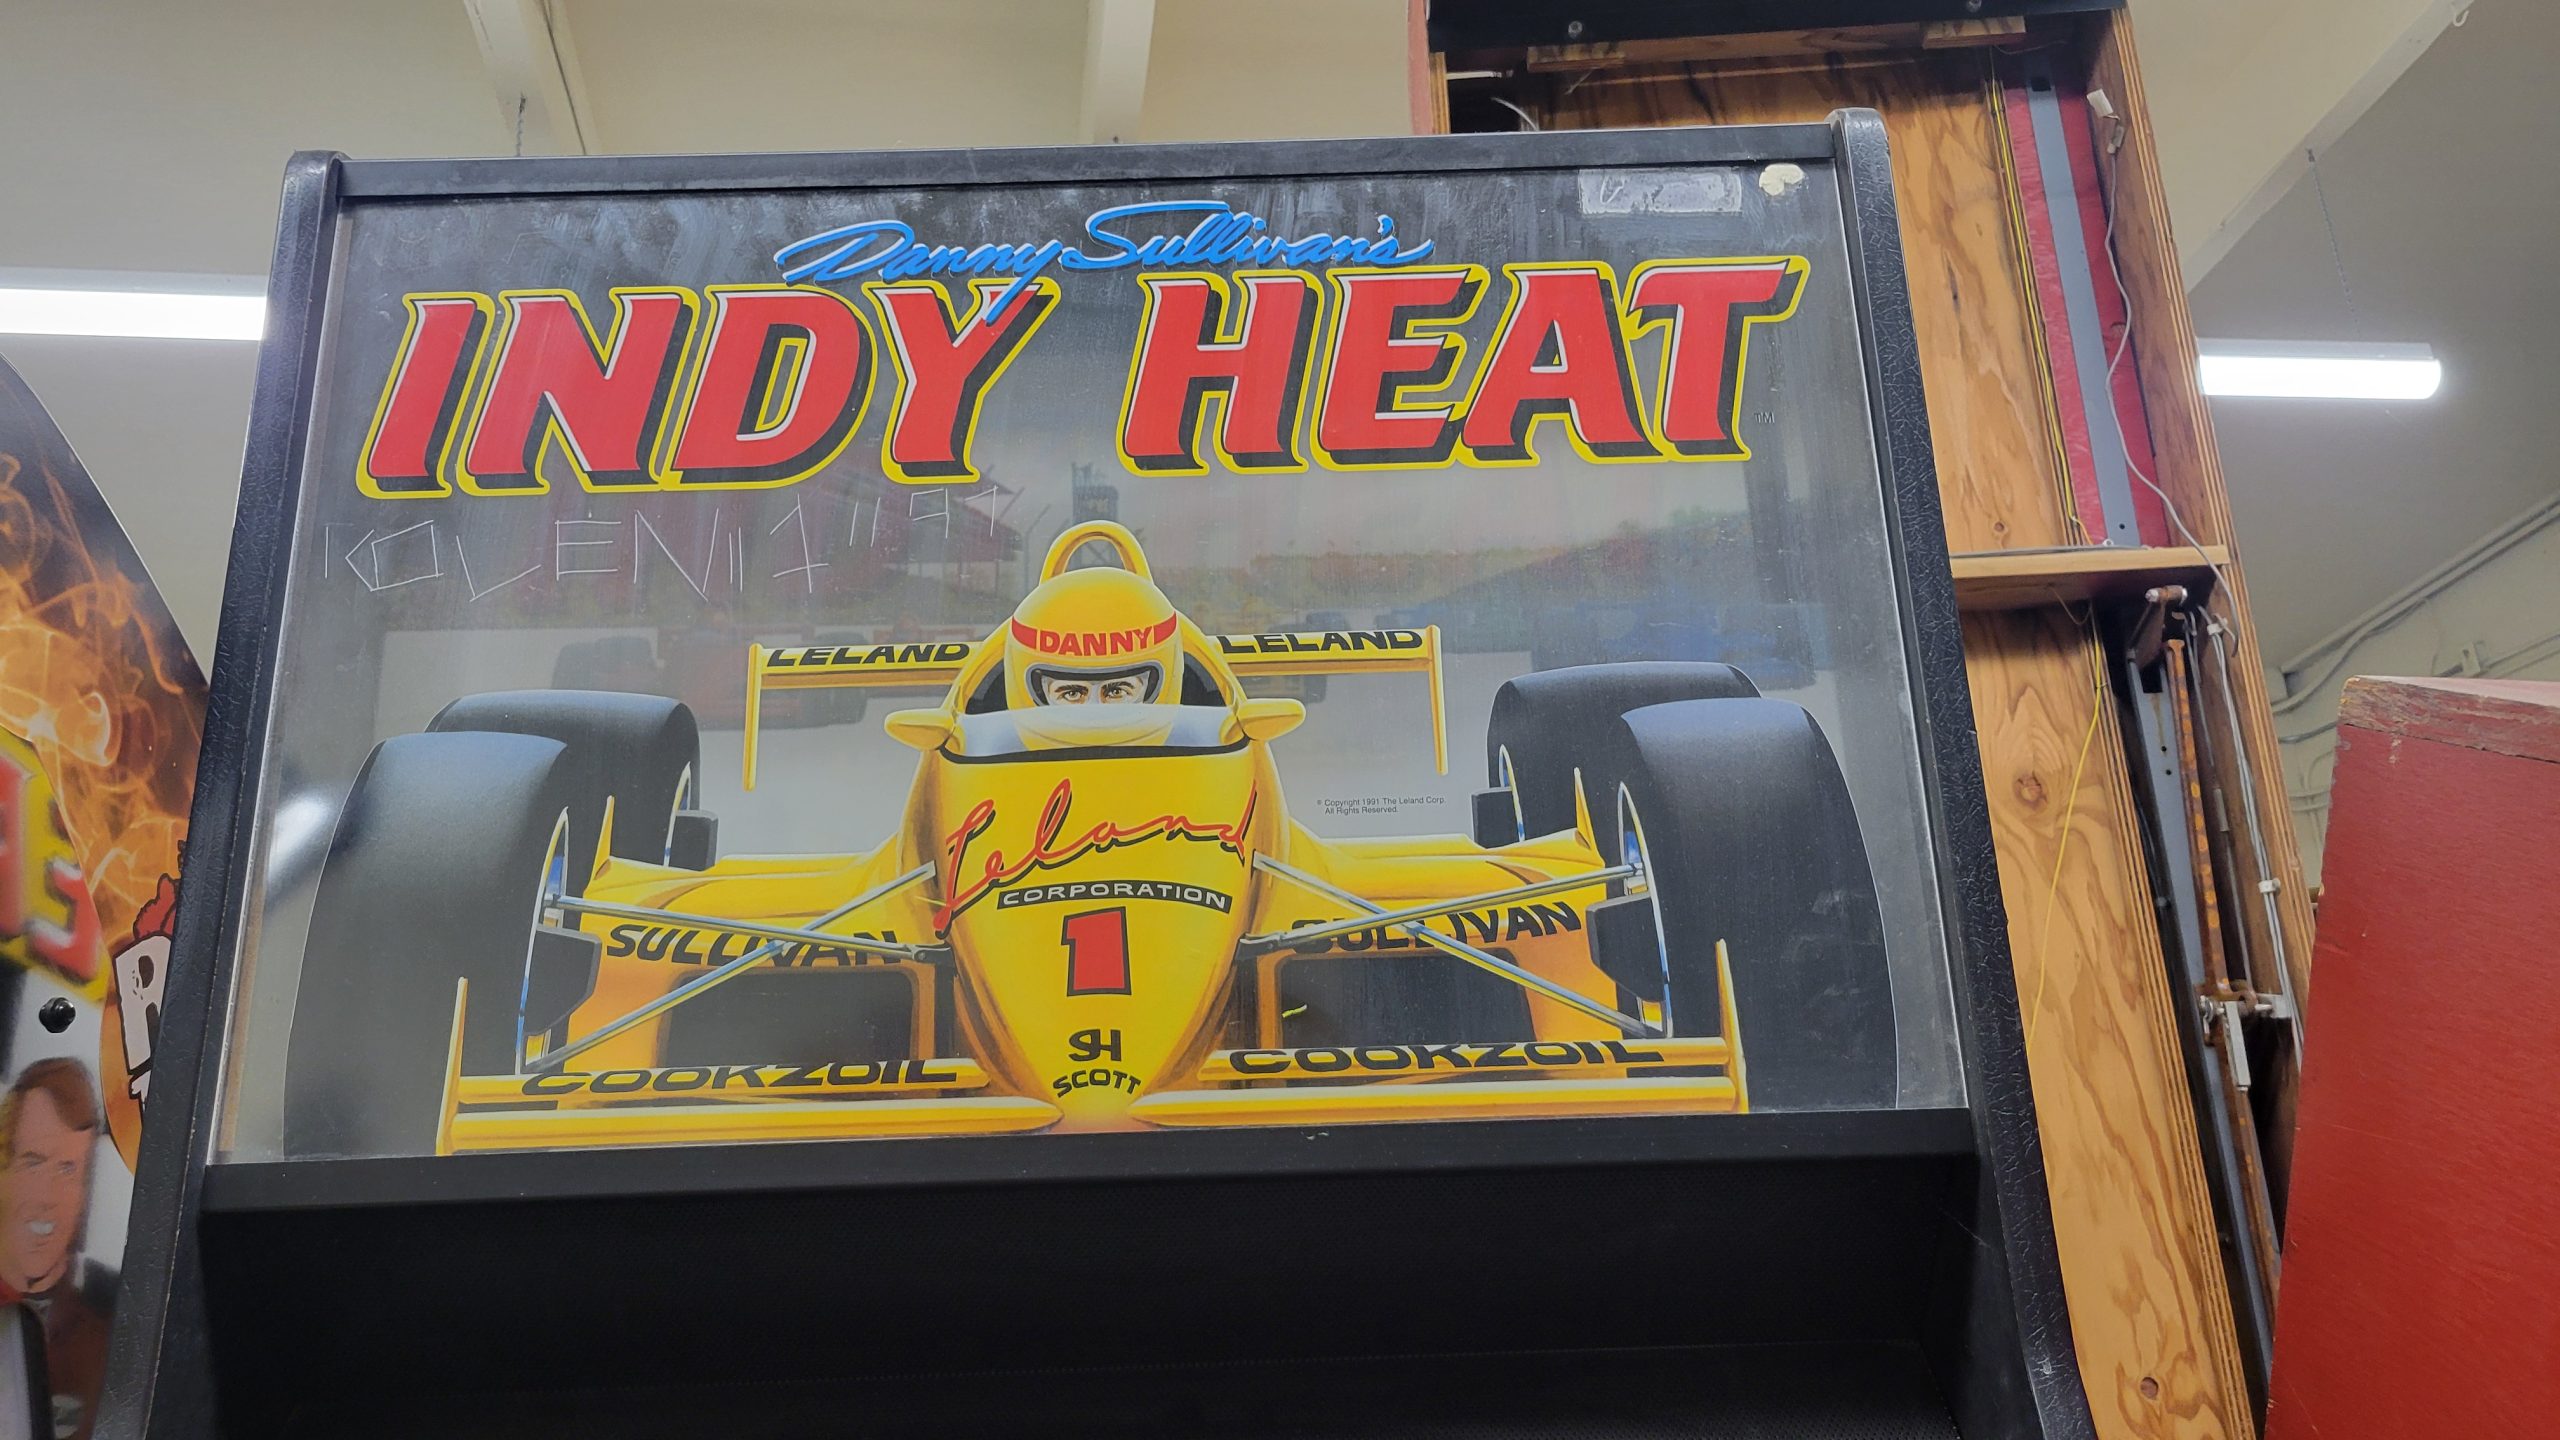 Danny Sullivan's
INDY HEAT
TM
DANNY
LELAND LELAND
© Copyright 1991 The Leland Corp.
All Rights Reserved.
Leland
CORPORATION
SULLIVAN SULLIVAN
1
SH
SCOTT
COOKZOIL COOKZOIL